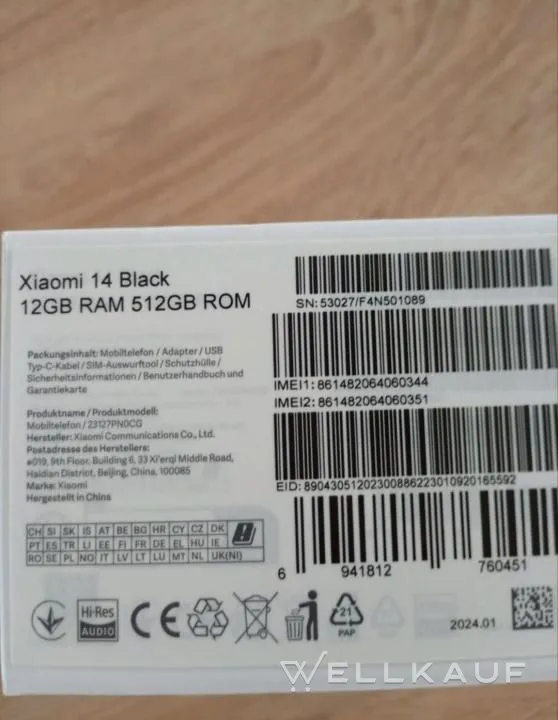 Xiaomi 14 Black
12GB RAM 512GB ROM
Packungsinhalt: Mobiltelefon / Adapter / USB
Typ-C-Kabel / SIM-Auswurftool / Schutzhülle /
Sicherheitsinformationen / Benutzerhandbuch und
Garantiekarte
Produktname / Produktmodell:
Mobiltelefon / 23127PN0CG
Hersteller: Xiaomi Communications Co., Ltd.
Postadresse des Herstellers:
#019, 9th Floor, Building 6, 33 Xi'erqi Middle Road,
Haidian District, Beijing, China, 100085
Marke: Xiaomi
Hergestellt in China
CH SI SK IS AT BE BG HR CY CZ DK
PT ES TR LI EE FI FR DE EL HU IE
RO SE PL NO IT LV LT LU MT NL UK(NI)
Hi-Res
AUDIO
CE
21
PAP
SN: 53027/F4N501089
IMEI1: 861482064060344
IMEI2: 861482064060351
EID: 89043051202300886223010920165592
6 941812 760451
2024.01
WELLKAUF